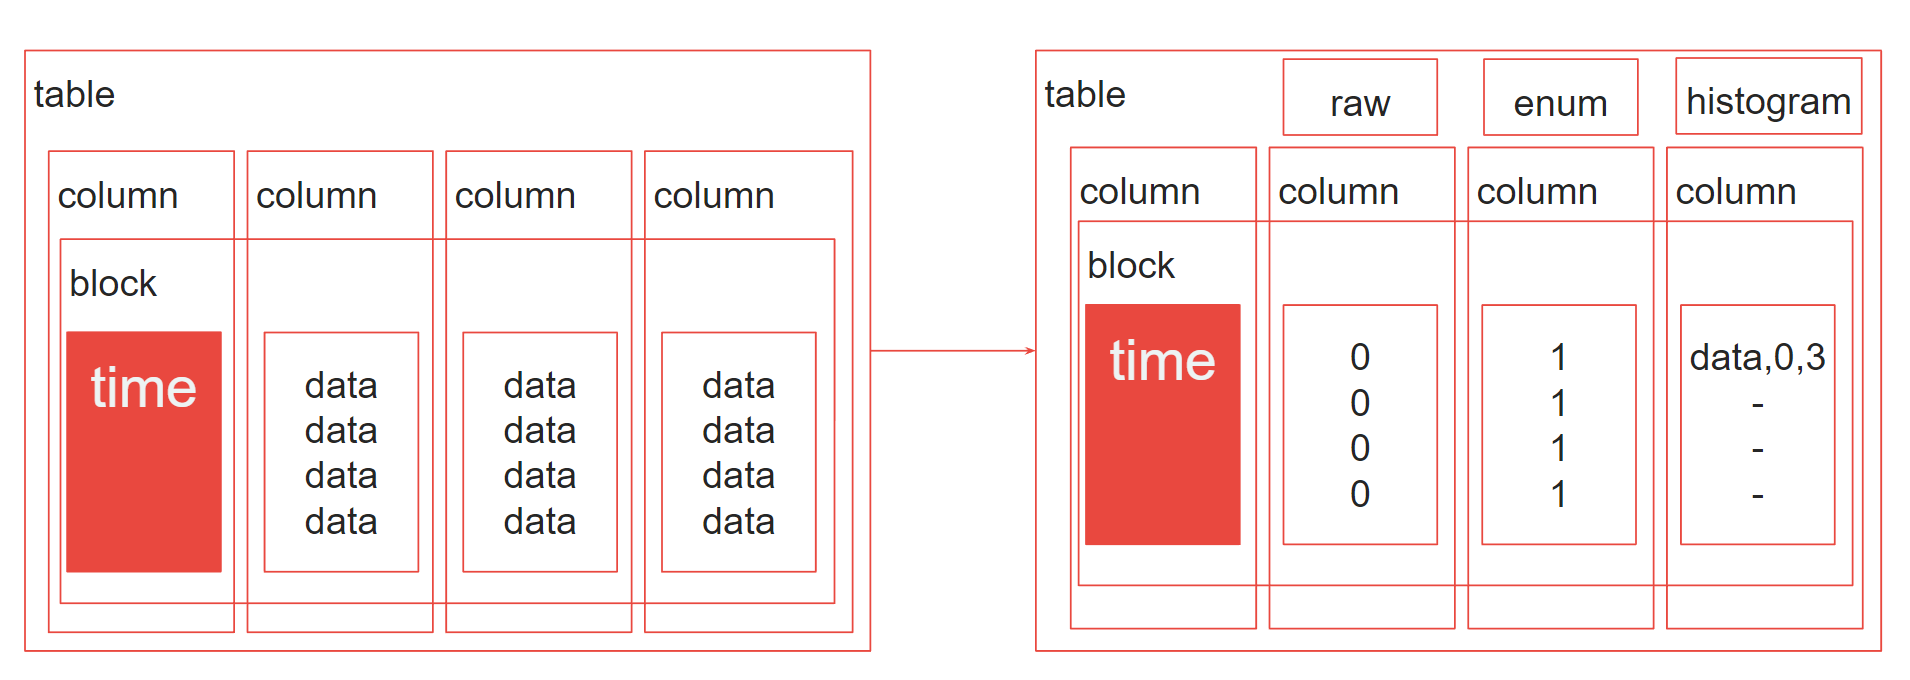 table
column
column
column
column
block
time
data
data
data
data
data
data
data
data
data
data
data
data
table
raw
enum
histogram
column
column
column
column
block
time
0
0
0
0
1
1
1
1
data,0,3
-
-
-